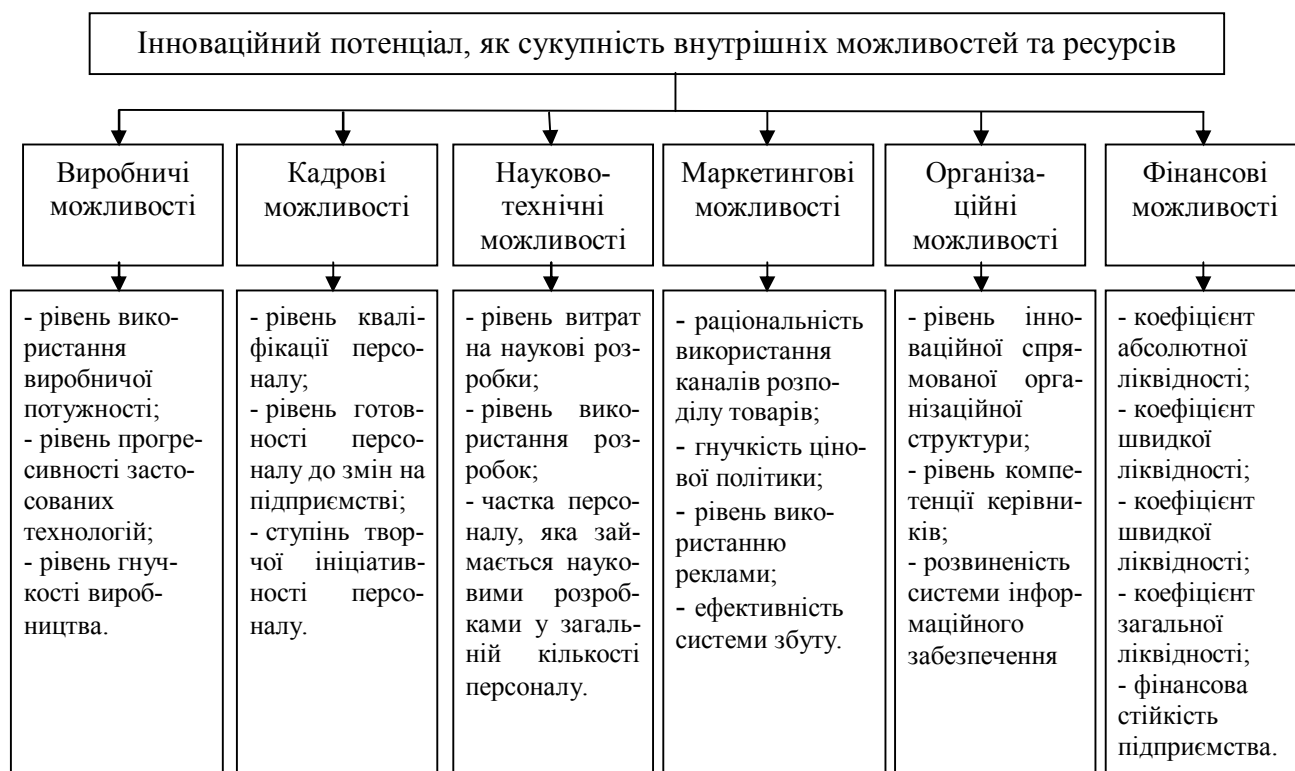 Інноваційний потенціал, як сукупність внутрішніх можливостей та ресурсів
Виробничі
можливості
Кадрові
можливості
Науково-
технічні
можливості
Маркетингові
можливості
Організа-
ційні
можливості
Фінансові
можливості
- рівень вико-
ристання
виробничої
потужності;
- рівень прогре-
сивності засто-
сованих
технологій;
- рівень гнуч-
кості вироб-
ництва.
- рівень квалі-
фікації персо-
налу;
- рівень готов-
ності персо-
налу до змін на
підприємстві;
- ступінь твор-
чої ініціатив-
ності персо-
налу.
- рівень витрат
на наукові роз-
робки;
- рівень вико-
ристання роз-
робок;
- частка персо-
налу, яка зай-
мається науко-
вими розроб-
ками у загаль-
ній кількості
персоналу.
- раціональність
використання
каналів розпо-
ділу товарів;
- гнучкість ціно-
вої політики;
- рівень вико-
ристанню
реклами;
- ефективність
системи збуту.
- рівень інно-
ваційної спря-
мованої орга-
нізаційної
структури;
- рівень компе-
тенції керівни-
ків;
- розвиненість
системи інфор-
маційного
забезпечення
- коефіцієнт
абсолютної
ліквідності;
- коефіцієнт
швидкої
ліквідності;
- коефіцієнт
швидкої
ліквідності;
- коефіцієнт
загальної
ліквідності;
- фінансова
стійкість
підприємства.